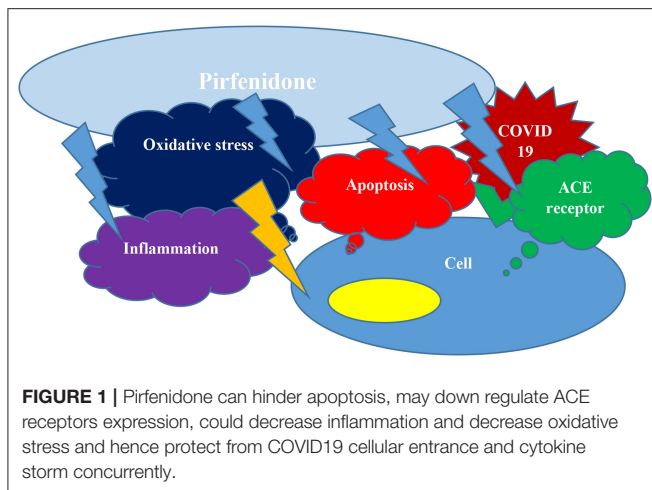 Pirfenidone
Oxidative stress
COVID
19
Apoptosis
ACE
receptor
Inflammation
Cell
FIGURE 1 | Pirfenidone can hinder apoptosis, may down regulate ACE
receptors expression, could decrease inflammation and decrease oxidative
stress and hence protect from COVID19 cellular entrance and cytokine
storm concurrently.